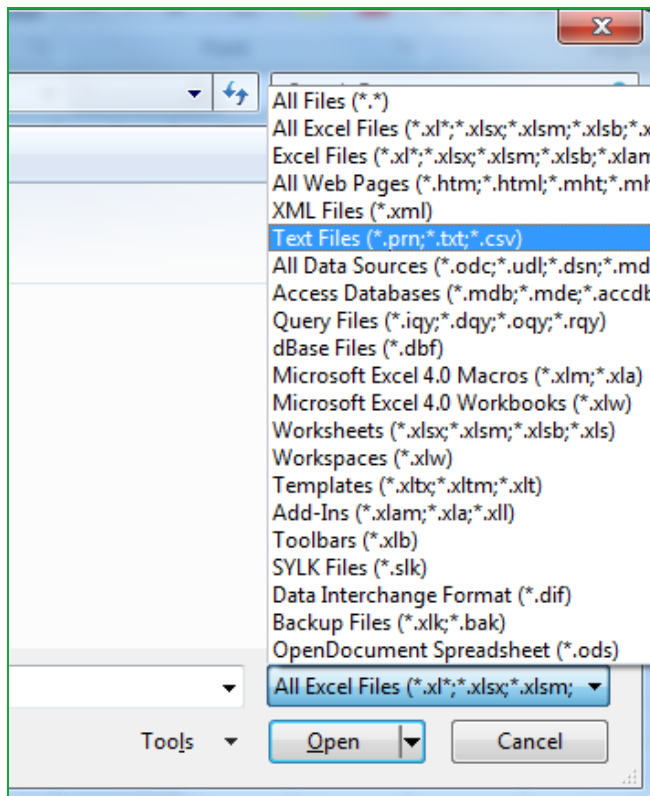 All Files (*.*)
All Excel Files (*.xl*;*.xlsx;*.xlsm;*.xlsb;*.x
Excel Files (*.xl*;*.xlsx;*.xlsm;*.xlsb;*.xlam
All Web Pages (*.htm;*.html;*.mht;*.mh
XML Files (*.xml)
Text Files (*.prn;*.txt;*.csv)
All Data Sources (*.odc;*.udl;*.dsn;*.md
Access Databases (*.mdb;*.mde;*.accdb
Query Files (*.iqy;*.dqy;*.oqy;*.rqy)
dBase Files (*.dbf)
Microsoft Excel 4.0 Macros (*.xlm;*.xla)
Microsoft Excel 4.0 Workbooks (*.xlw)
Worksheets (*.xlsx;*.xlsm;*.xlsb;*.xls)
Workspaces (*.xlw)
Templates (*.xltx;*.xltm;*.xlt)
Add-Ins (*.xlam;*.xla;*.xll)
Toolbars (*.xlb)
SYLK Files (*.slk)
Data Interchange Format (*.dif)
Backup Files (*.xlk;*.bak)
OpenDocument Spreadsheet (*.ods)
All Excel Files (*.xl*;*.xlsx;*.xlsm;
Tools Open Cancel